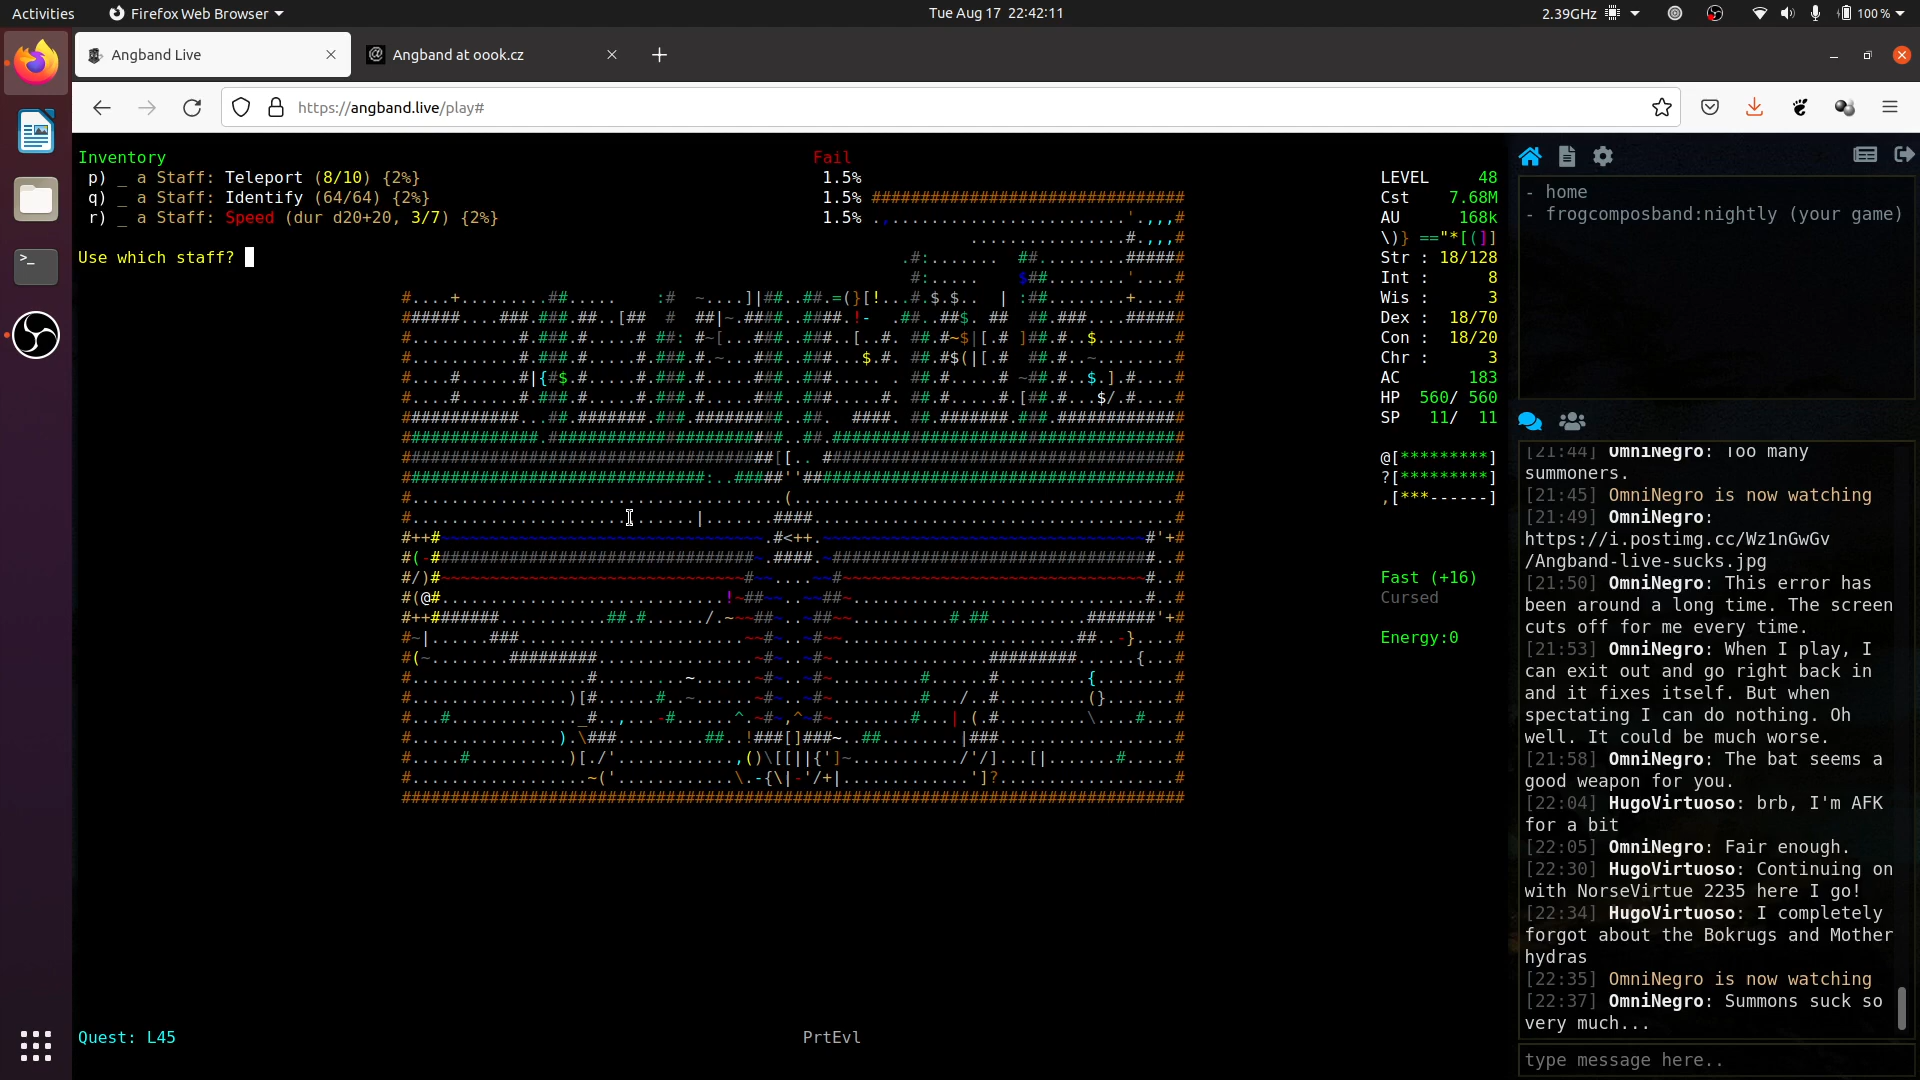 Activities
Firefox Web Browser
Tue Aug 17 22:42:11
2.39GHz
100 %
Angband Live
Angband at oook.cz
https://angband.live/play#
Inventory Fail
p) _ a Staff: Teleport (8/10) {2%} 1.5%
q) _ a Staff: Identify (64/64) {2%} 1.5%
r) _ a Staff: Speed (dur d20+20, 3/7) {2%} 1.5%
Use which staff?
LEVEL 48
Cst 7.68M
AU 168k
\)} =="*[(]]
Str : 18/128
Int : 8
Wis : 3
Dex : 18/70
Con : 18/20
Chr : 3
AC 183
HP 560/ 560
SP 11/ 11
@[*********]
?[*********]
,[***------]
Fast (+16)
Cursed
Energy:0
Quest: L45
PrtEvl
- home
- frogcomposband:nightly (your game)
[21:44] OmniNegro: Too many
summoners.
[21:45] OmniNegro is now watching
[21:49] OmniNegro:
https://i.postimg.cc/Wz1nGwGv
/Angband-live-sucks.jpg
[21:50] OmniNegro: This error has
been around a long time. The screen
cuts off for me every time.
[21:53] OmniNegro: When I play, I
can exit out and go right back in
and it fixes itself. But when
spectating I can do nothing. Oh
well. It could be much worse.
[21:58] OmniNegro: The bat seems a
good weapon for you.
[22:04] HugoVirtuoso: brb, I'm AFK
for a bit
[22:05] OmniNegro: Fair enough.
[22:30] HugoVirtuoso: Continuing on
with NorseVirtue 2235 here I go!
[22:34] HugoVirtuoso: I completely
forgot about the Bokrugs and Mother
hydras
[22:35] OmniNegro is now watching
[22:37] OmniNegro: Summons suck so
very much...
type message here..